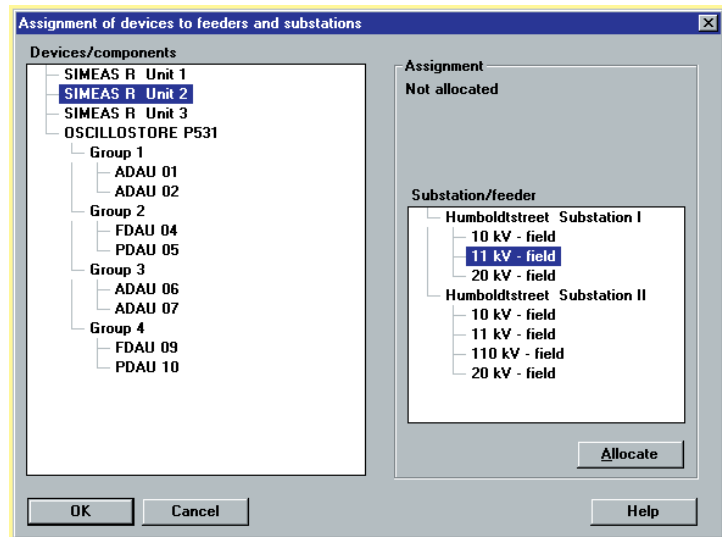 Assignment of devices to feeders and substations
Devices/components
SIMEAS R Unit 1
SIMEAS R Unit 2
SIMEAS R Unit 3
OSCILLOSTORE P531
Group 1
ADAU 01
ADAU 02
Group 2
FDAU 04
PDAU 05
Group 3
ADAU 06
ADAU 07
Group 4
FDAU 09
PDAU 10
Assignment
Not allocated
Substation/feeder
Humboldtstreet Substation I
10 kV - field
11 kV - field
20 kV - field
Humboldtstreet Substation II
10 kV - field
11 kV - field
110 kV - field
20 kV - field
Allocate
OK
Cancel
Help